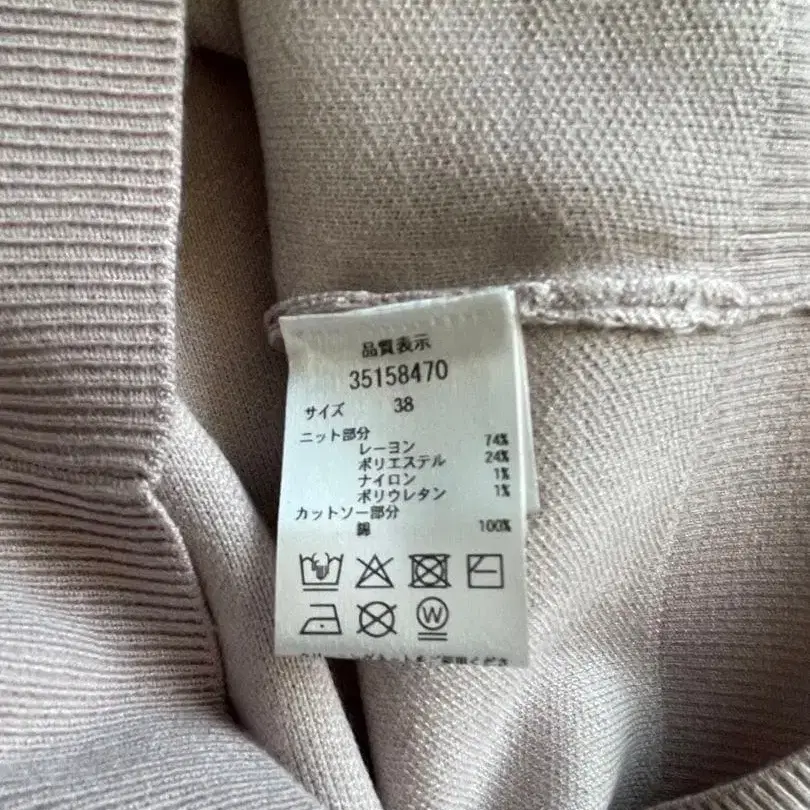 品質表示
35158470
サイズ 38
ニット部分
レーヨン 74%
ポリエステル 24%
ナイロン 1%
ポリウレタン 1%
カットソー部分
綿 100%
W